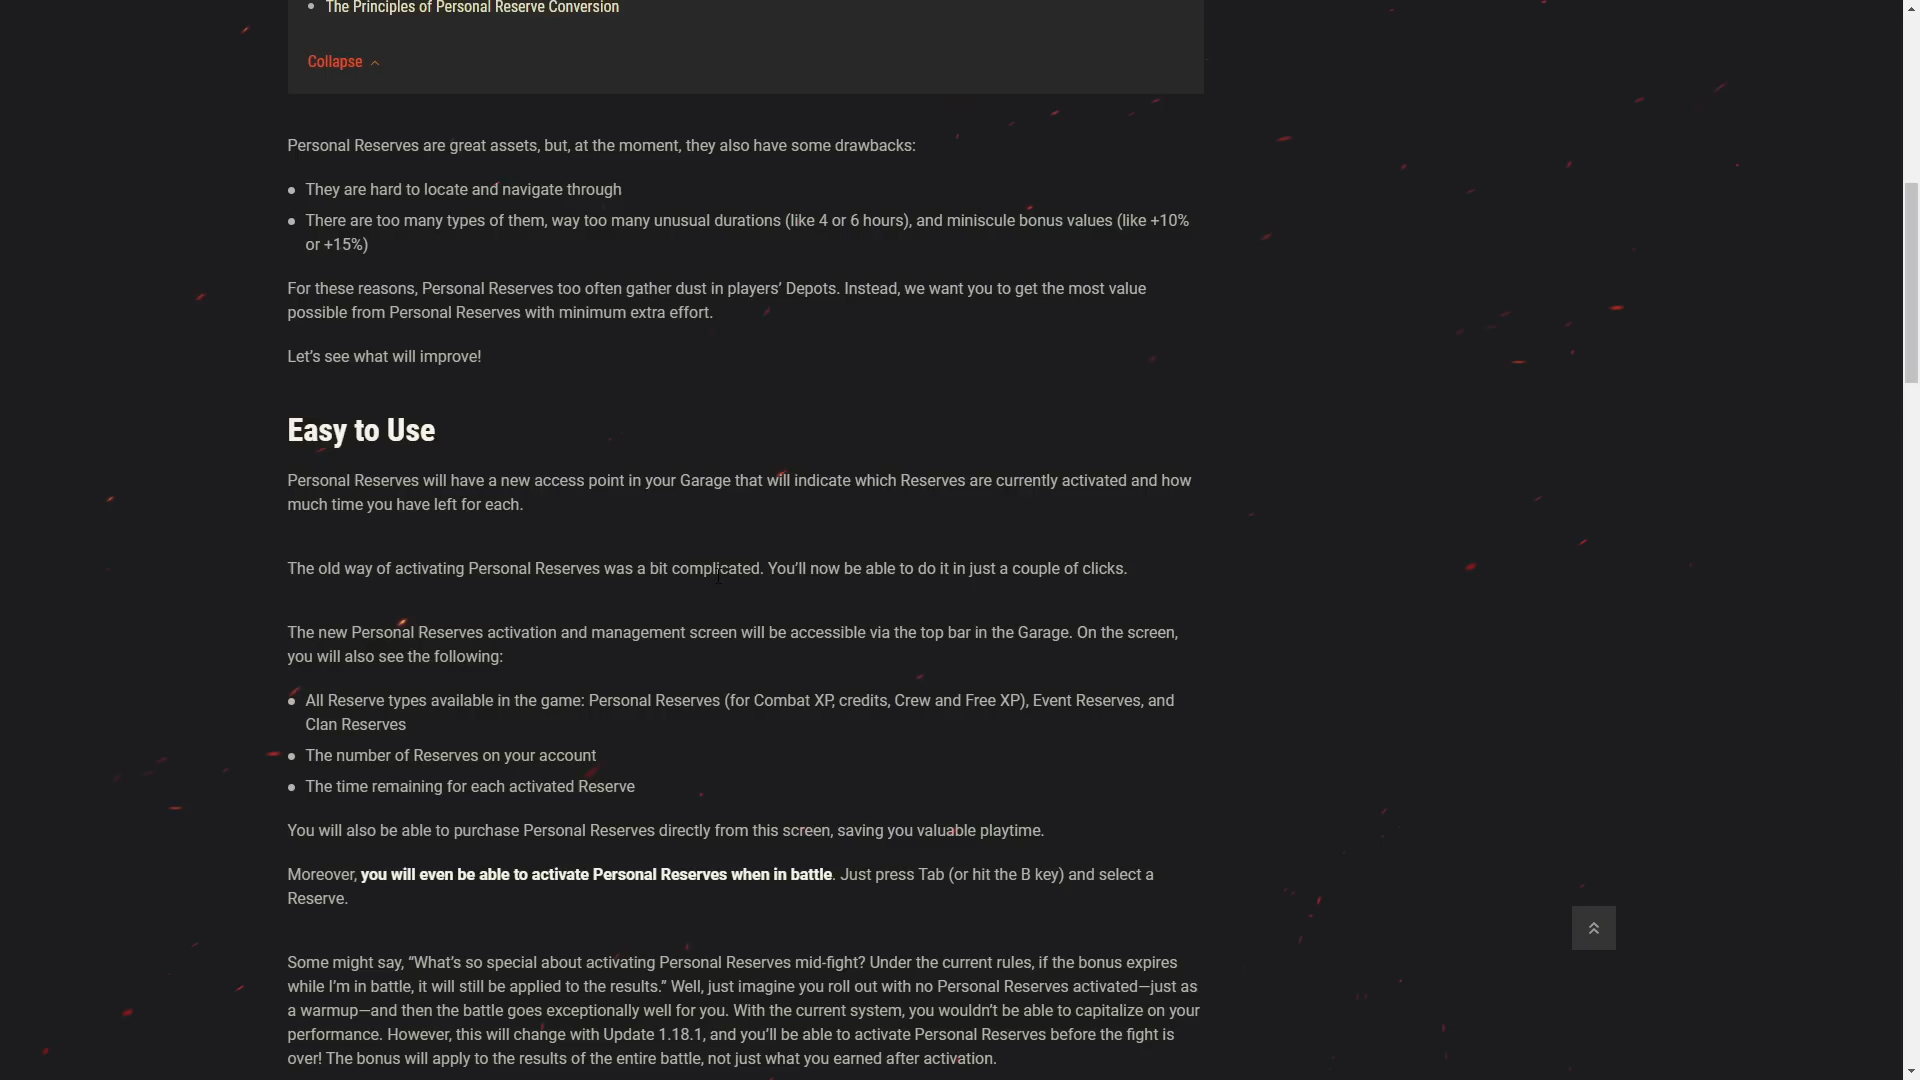 The Principles of Personal Reserve Conversion
Collapse
Personal Reserves are great assets, but, at the moment, they also have some drawbacks:
They are hard to locate and navigate through
There are too many types of them, way too many unusual durations (like 4 or 6 hours), and miniscule bonus values (like +10%
or +15%)
For these reasons, Personal Reserves too often gather dust in players’ Depots. Instead, we want you to get the most value
possible from Personal Reserves with minimum extra effort.
Let’s see what will improve!
Easy to Use
Personal Reserves will have a new access point in your Garage that will indicate which Reserves are currently activated and how
much time you have left for each.
The old way of activating Personal Reserves was a bit complicated. You’ll now be able to do it in just a couple of clicks.
The new Personal Reserves activation and management screen will be accessible via the top bar in the Garage. On the screen,
you will also see the following:
All Reserve types available in the game: Personal Reserves (for Combat XP, credits, Crew and Free XP), Event Reserves, and
Clan Reserves
The number of Reserves on your account
The time remaining for each activated Reserve
You will also be able to purchase Personal Reserves directly from this screen, saving you valuable playtime.
Moreover, you will even be able to activate Personal Reserves when in battle. Just press Tab (or hit the B key) and select a
Reserve.
Some might say, “What’s so special about activating Personal Reserves mid-fight? Under the current rules, if the bonus expires
while I’m in battle, it will still be applied to the results.” Well, just imagine you roll out with no Personal Reserves activated—just as
a warmup—and then the battle goes exceptionally well for you. With the current system, you wouldn’t be able to capitalize on your
performance. However, this will change with Update 1.18.1, and you’ll be able to activate Personal Reserves before the fight is
over! The bonus will apply to the results of the entire battle, not just what you earned after activation.